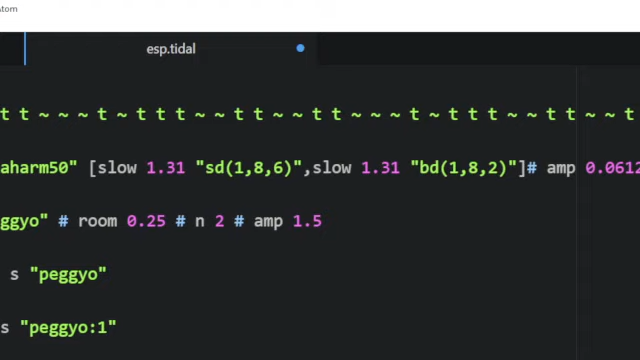 Atom
esp.tidal
t t ~ ~ ~ t ~ t t t ~ ~ t t ~ ~ t t ~ ~ ~ t ~ t t t ~ ~ t t ~ ~ t
aharm50" [slow 1.31 "sd(1,8,6)",slow 1.31 "bd(1,8,2)"]# amp 0.0612
ggyo" # room 0.25 # n 2 # amp 1.5
s "peggyo"
s "peggyo:1"